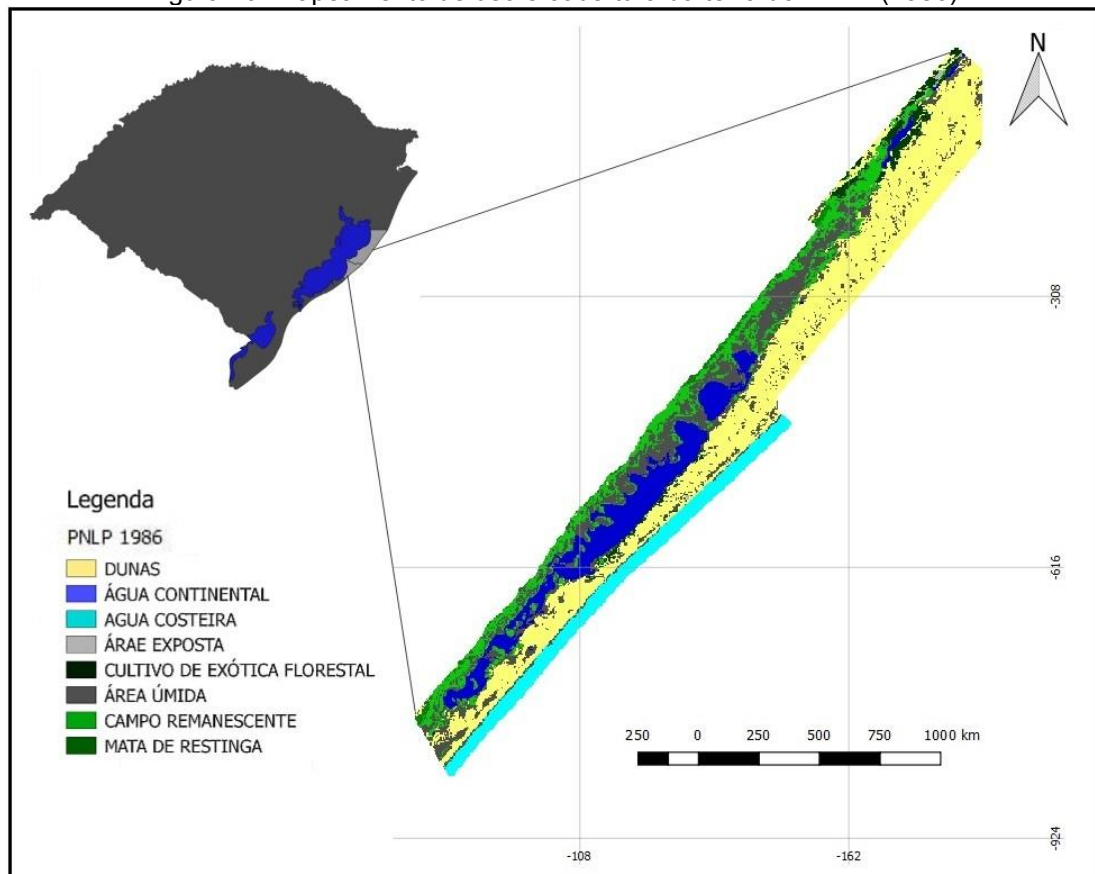 N
-308
Legenda
PNLP 1986
DUNAS
ÁGUA CONTINENTAL
AGUA COSTEIRA
ÁRAE EXPOSTA
CULTIVO DE EXÓTICA FLORESTAL
ÁREA ÚMIDA
CAMPO REMANESCENTE
MATA DE RESTINGA
-616
250 0 250 500 750 1000 km
-924
-108 -162